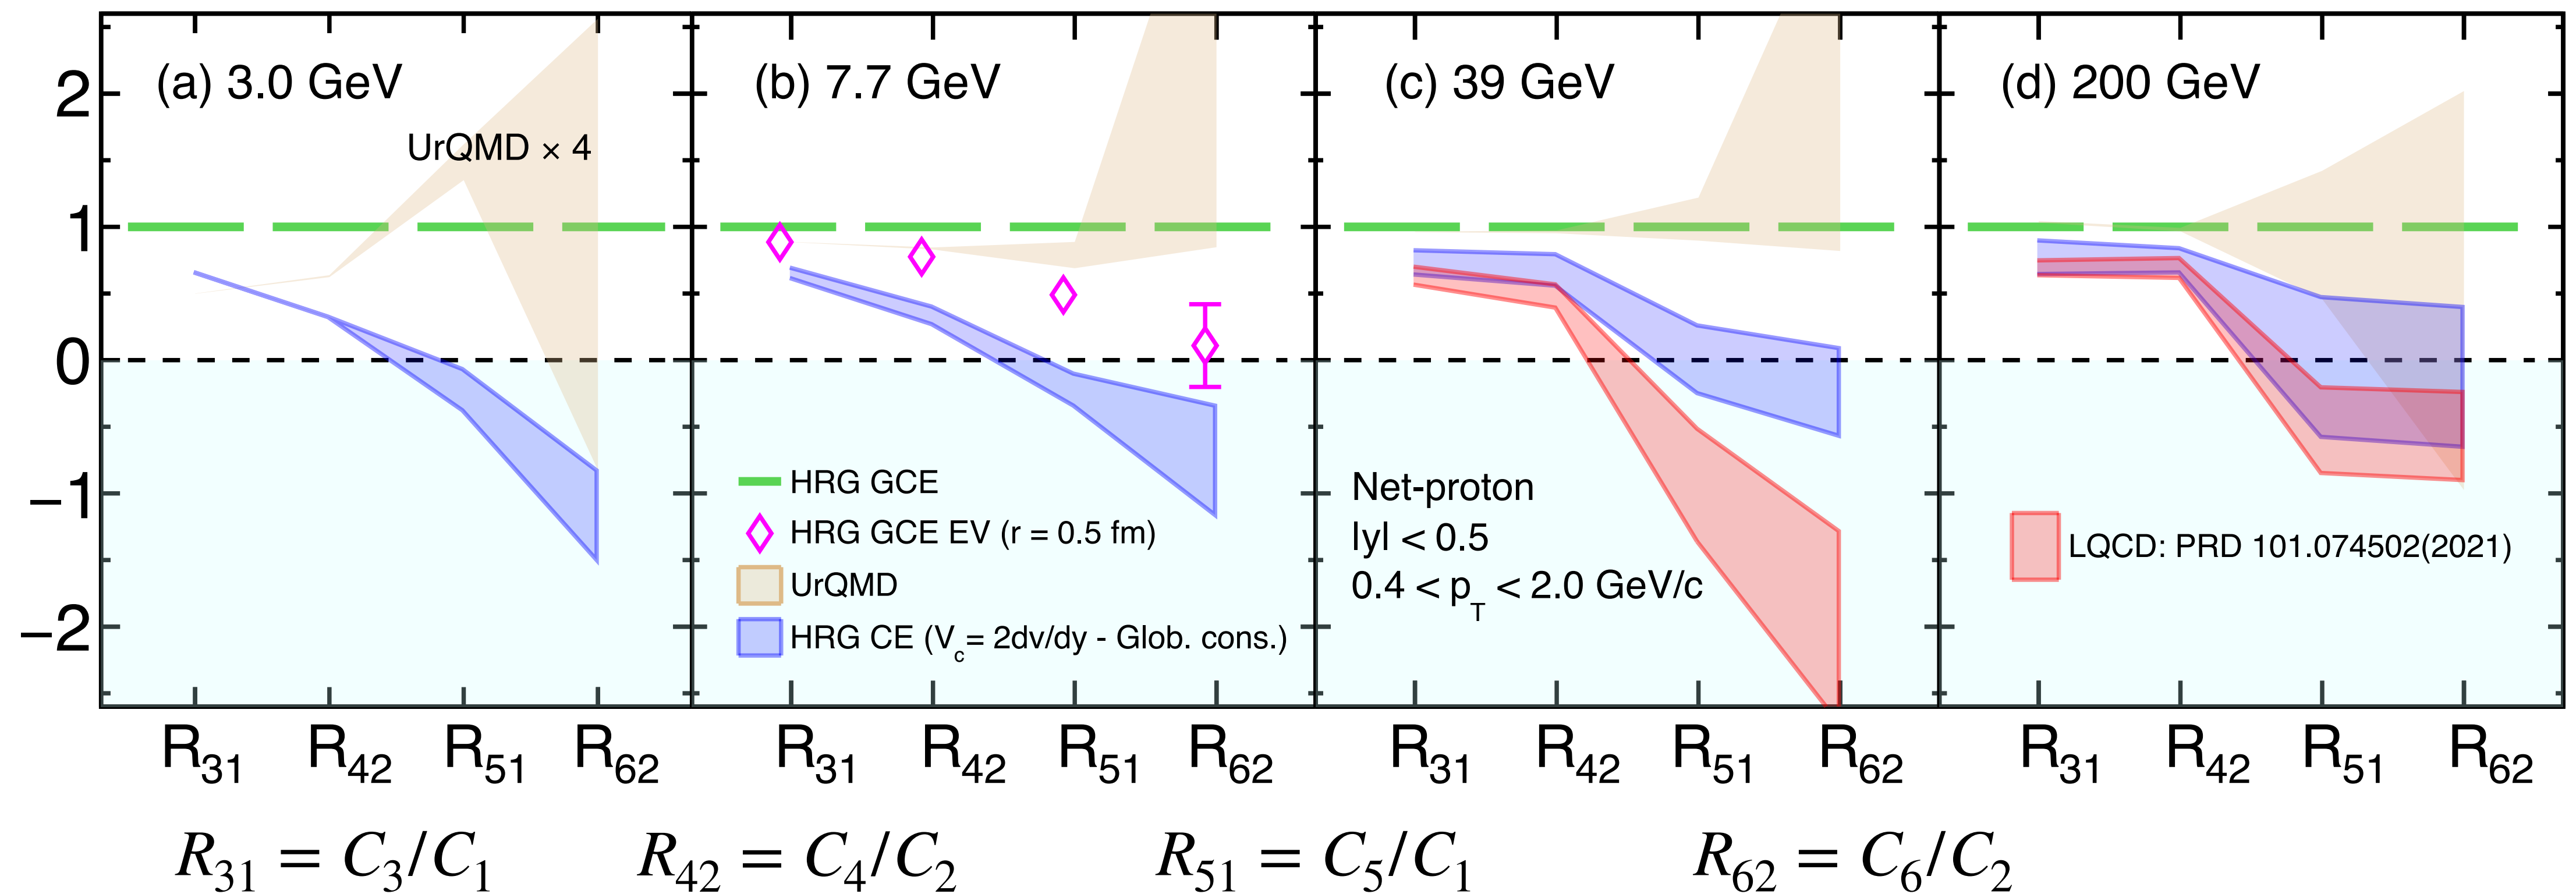 (a) 3.0 GeV
(b) 7.7 GeV
(c) 39 GeV
(d) 200 GeV
UrQMD × 4
2
1
0
−1
−2
HRG GCE
HRG GCE EV (r = 0.5 fm)
UrQMD
HRG CE (Vc= 2dv/dy - Glob. cons.)
Net-proton
|y| < 0.5
0.4 < pT < 2.0 GeV/c
LQCD: PRD 101.074502(2021)
R31 R42 R51 R62
R31 R42 R51 R62
R31 R42 R51 R62
R31 R42 R51 R62
R31 = C3/C1 R42 = C4/C2 R51 = C5/C1 R62 = C6/C2